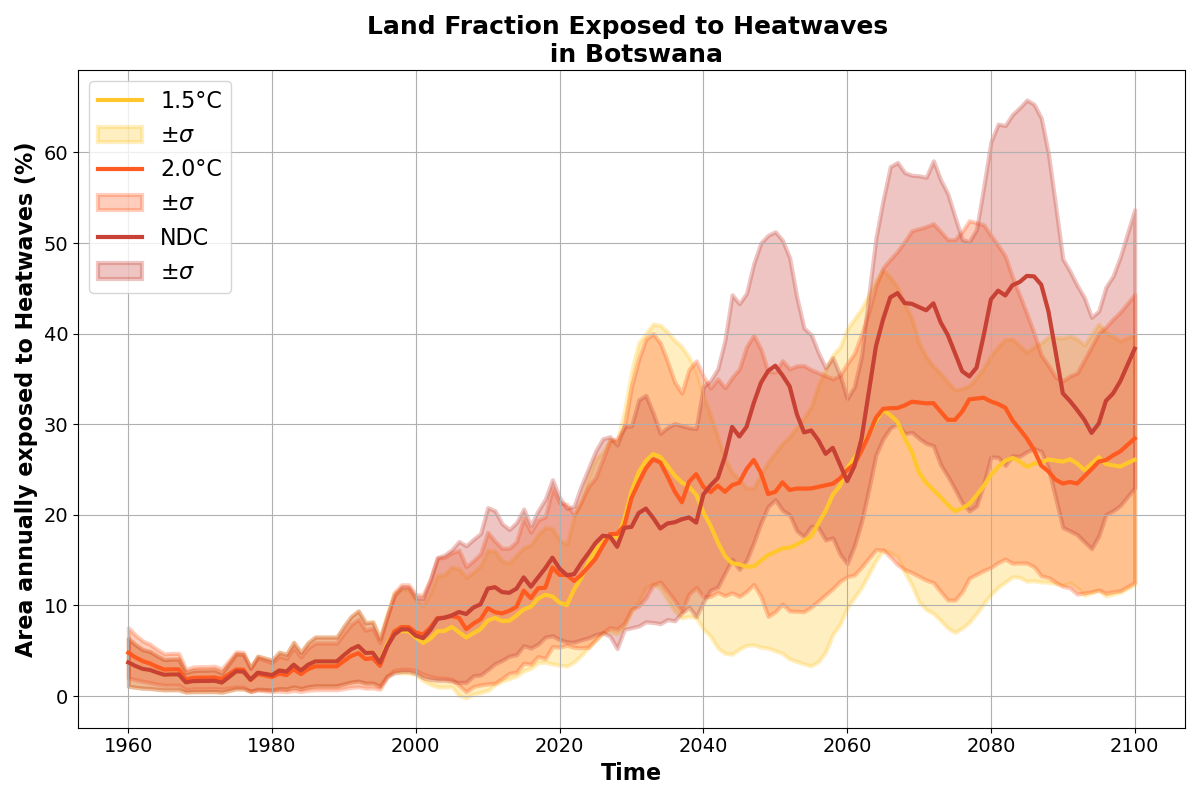 Land Fraction Exposed to Heatwaves
in Botswana
Area annually exposed to Heatwaves (%)
60
50
40
30
20
10
0
1.5°C
±σ
2.0°C
±σ
NDC
±σ
1960 1980 2000 2020 2040 2060 2080 2100
Time